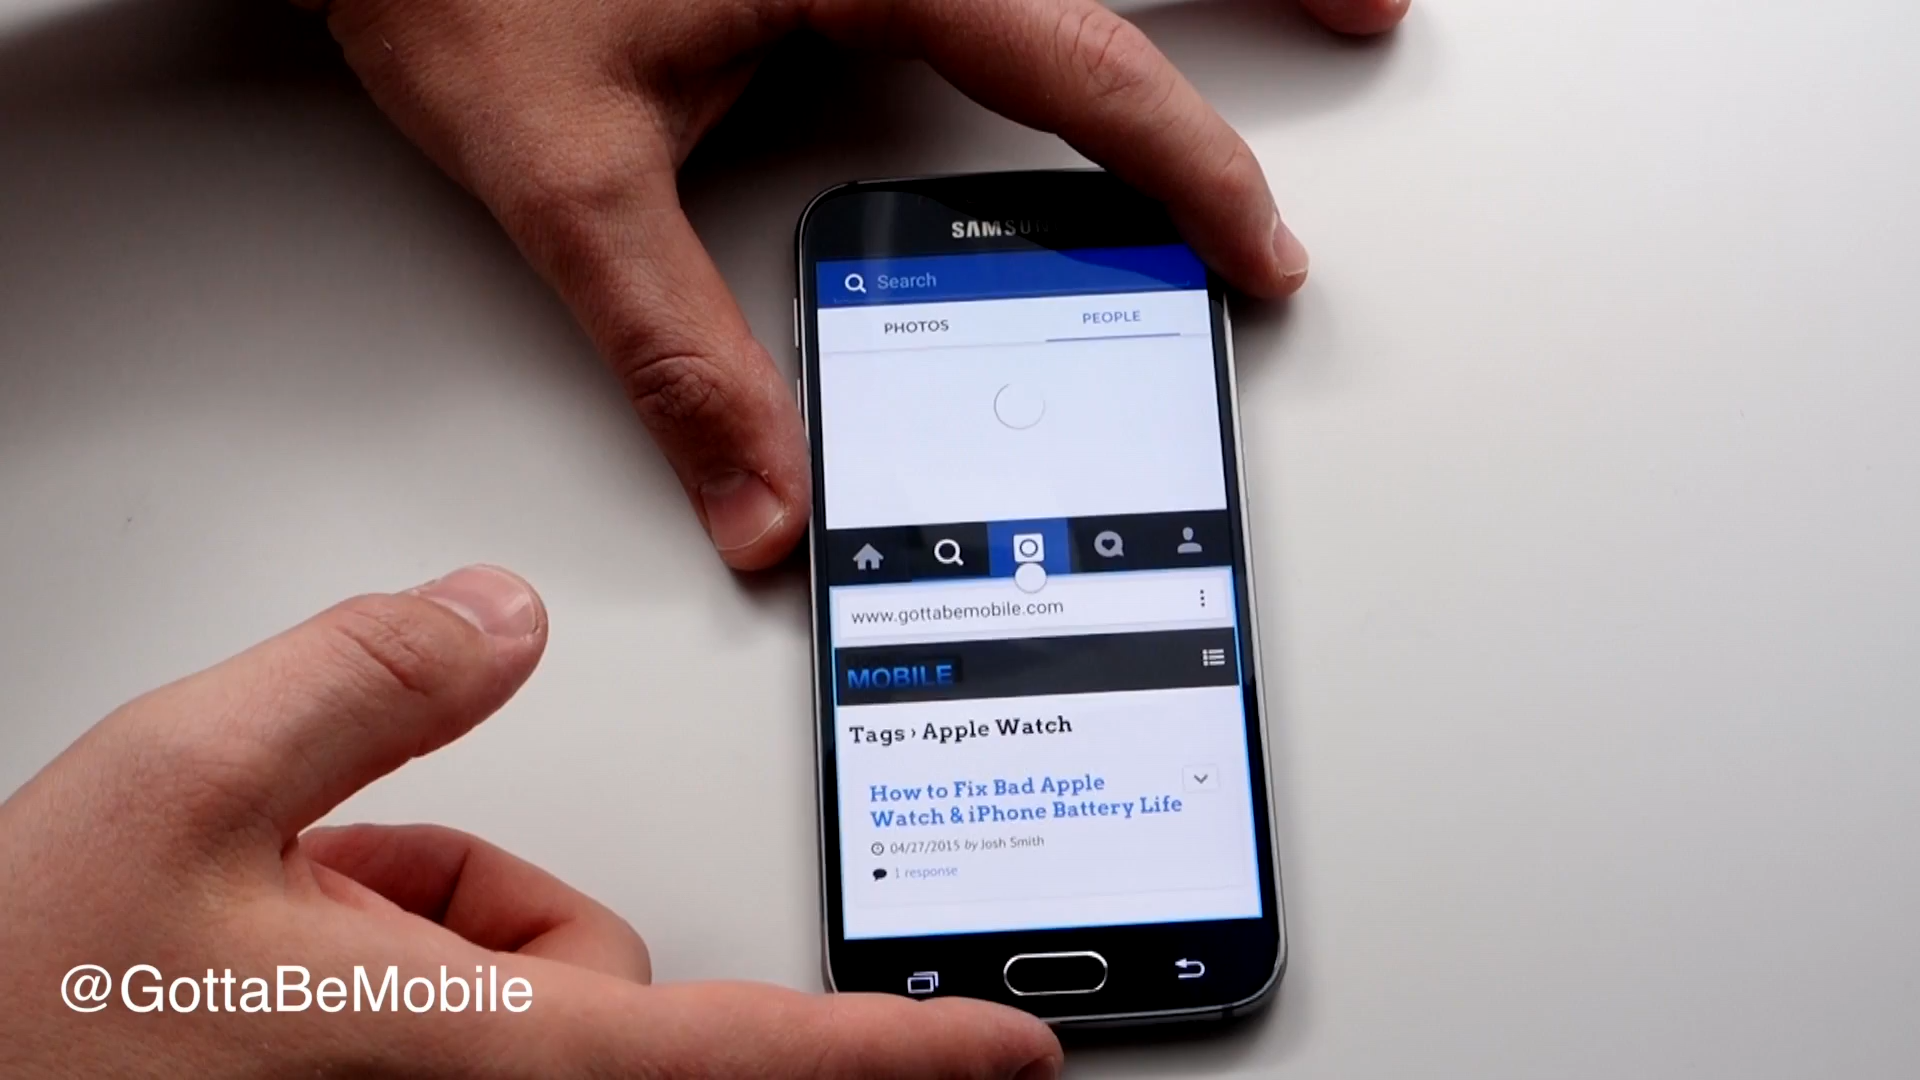 SAMSU
Search
PHOTOS
PEOPLE
www.gottabemobile.com
MOBILE
Tags › Apple Watch
How to Fix Bad Apple
Watch & iPhone Battery Life
04/27/2015 by Josh Smith
1 response
@GottaBeMobile